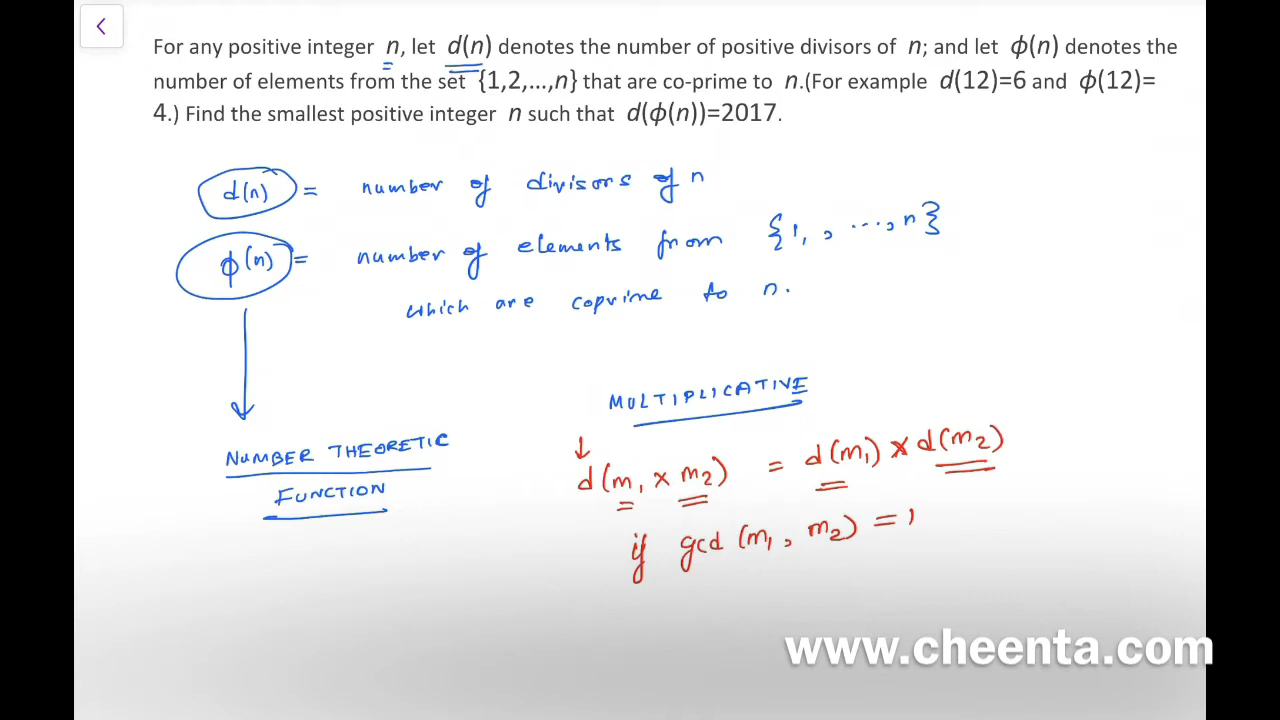 For any positive integer n, let d(n) denotes the number of positive divisors of n; and let ϕ(n) denotes the
number of elements from the set {1,2,...,n} that are co-prime to n.(For example d(12)=6 and ϕ(12)=
4.) Find the smallest positive integer n such that d(ϕ(n))=2017.
d(n) = number of divisors of n
ϕ(n) = number of elements from {1, , ..., n}
which are coprime to n.
MULTIPLICATIVE
NUMBER THEORETIC
FUNCTION
d(m₁ × m₂) = d(m₁) × d(m₂)
if gcd (m₁, m₂) = 1
www.cheenta.com